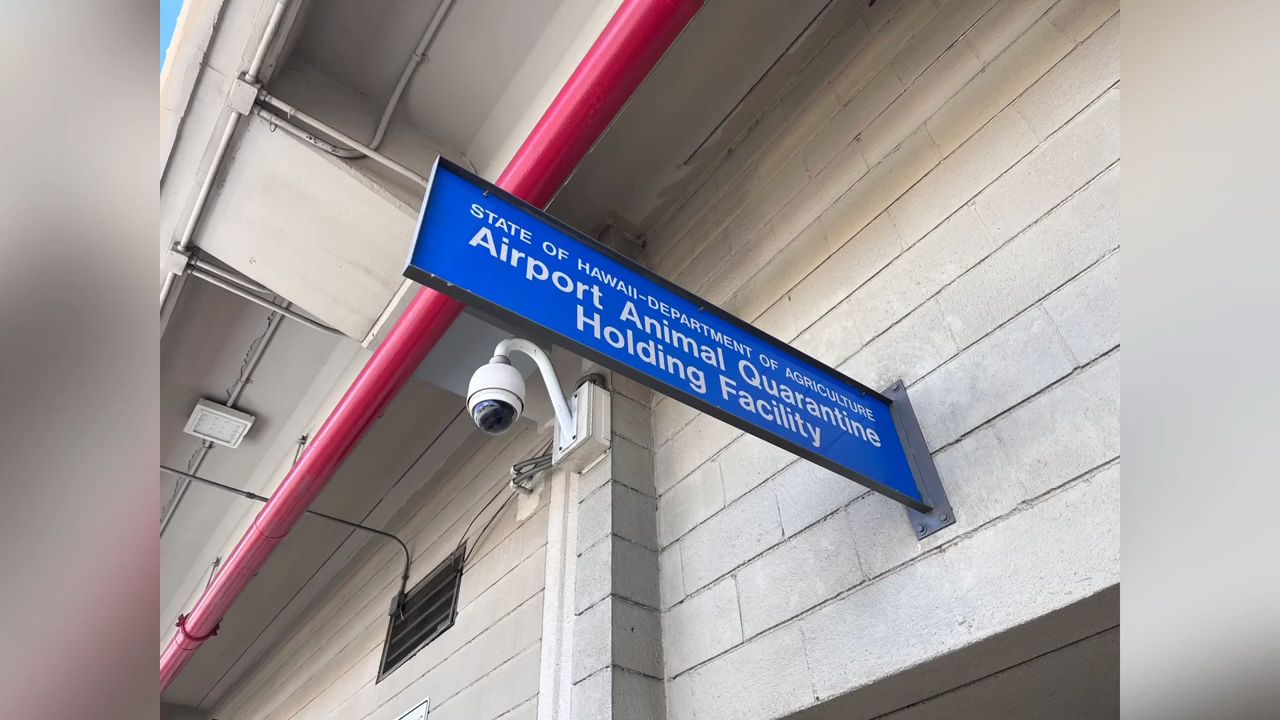 STATE OF HAWAII-DEPARTMENT OF AGRICULTURE
Airport Animal Quarantine
Holding Facility